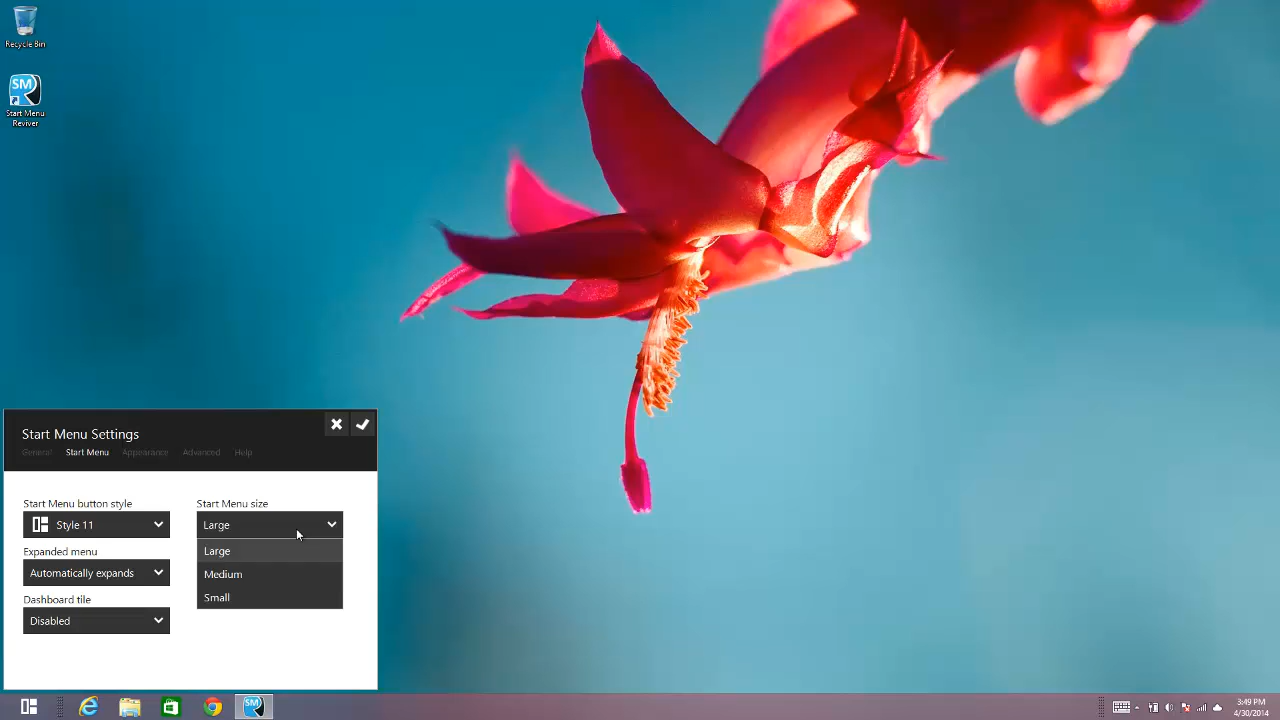 Recycle Bin
SM
Start Menu
Reviver
Start Menu Settings
General Start Menu Appearance Advanced Help
Start Menu button style
Style 11
Expanded menu
Automatically expands
Dashboard tile
Disabled
Start Menu size
Large
Large
Medium
Small
SM
3:49 PM
4/30/2014